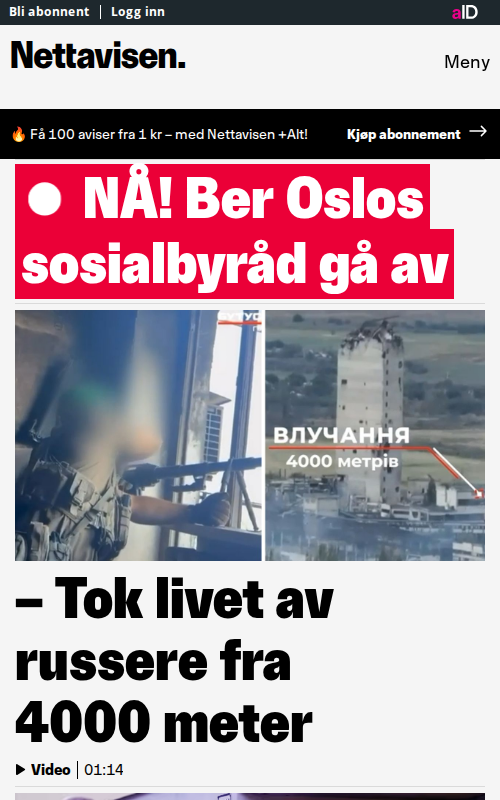 Bli abonnent
Logg inn
aID
Nettavisen.
Meny
🔥 Få 100 aviser fra 1 kr – med Nettavisen +Alt!
Kjøp abonnement →
NÅ! Ber Oslos
sosialbyråd gå av
ВЛУЧАННЯ
4000 метрів
– Tok livet av
russere fra
4000 meter
Video
01:14